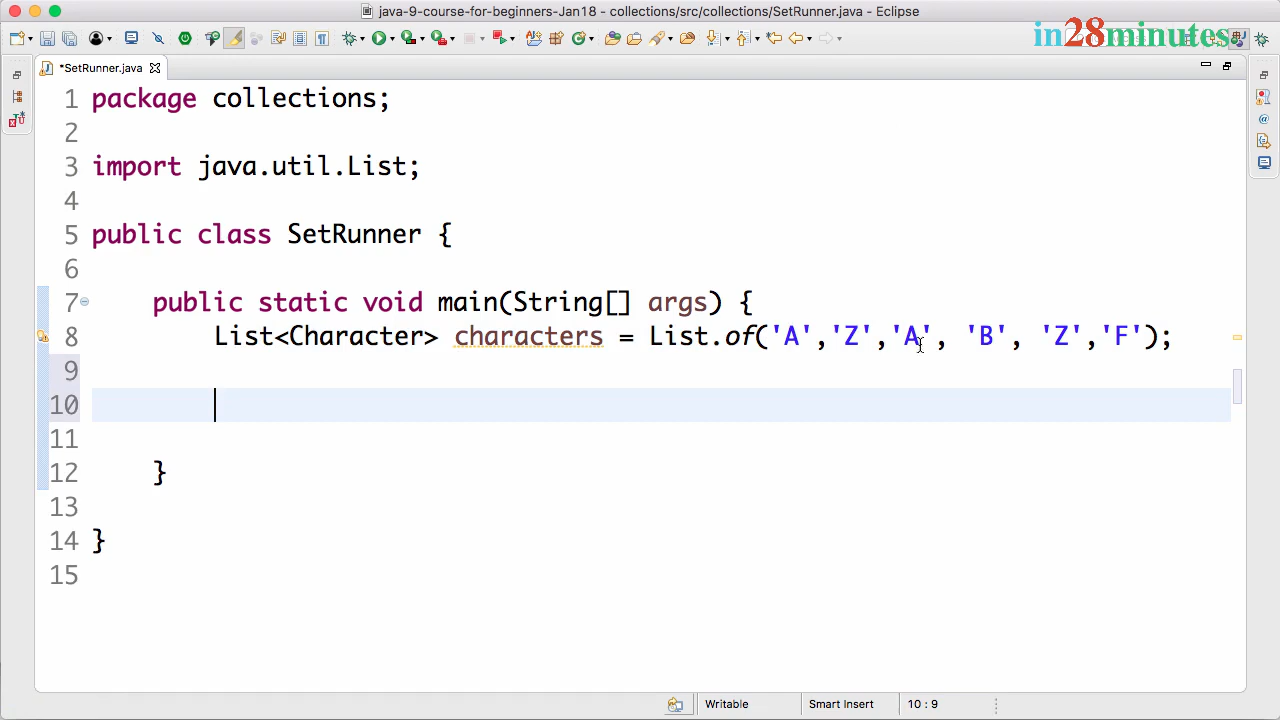 java-9-course-for-beginners-Jan18 - collections/src/collections/SetRunner.java - Eclipse
in28minutes
*SetRunner.java
1 package collections;
2
3 import java.util.List;
4
5 public class SetRunner {
6
7 public static void main(String[] args) {
8 List<Character> characters = List.of('A','Z','A', 'B', 'Z','F');
9
10
11
12 }
13
14 }
15
Writable Smart Insert 10 : 9